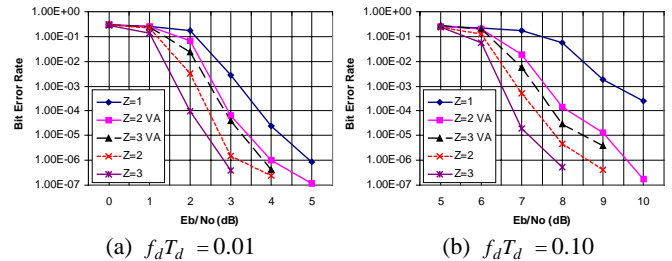 1.00E+00
1.00E-01
1.00E-02
1.00E-03
1.00E-04
1.00E-05
1.00E-06
1.00E-07
Bit Error Rate
Z=1
Z=2 VA
Z=3 VA
Z=2
Z=3
0 1 2 3 4 5
Eb/No (dB)
(a) f_dT_d = 0.01
1.00E+00
1.00E-01
1.00E-02
1.00E-03
1.00E-04
1.00E-05
1.00E-06
1.00E-07
Bit Error Rate
Z=1
Z=2 VA
Z=3 VA
Z=2
Z=3
5 6 7 8 9 10
Eb/No (dB)
(b) f_dT_d = 0.10